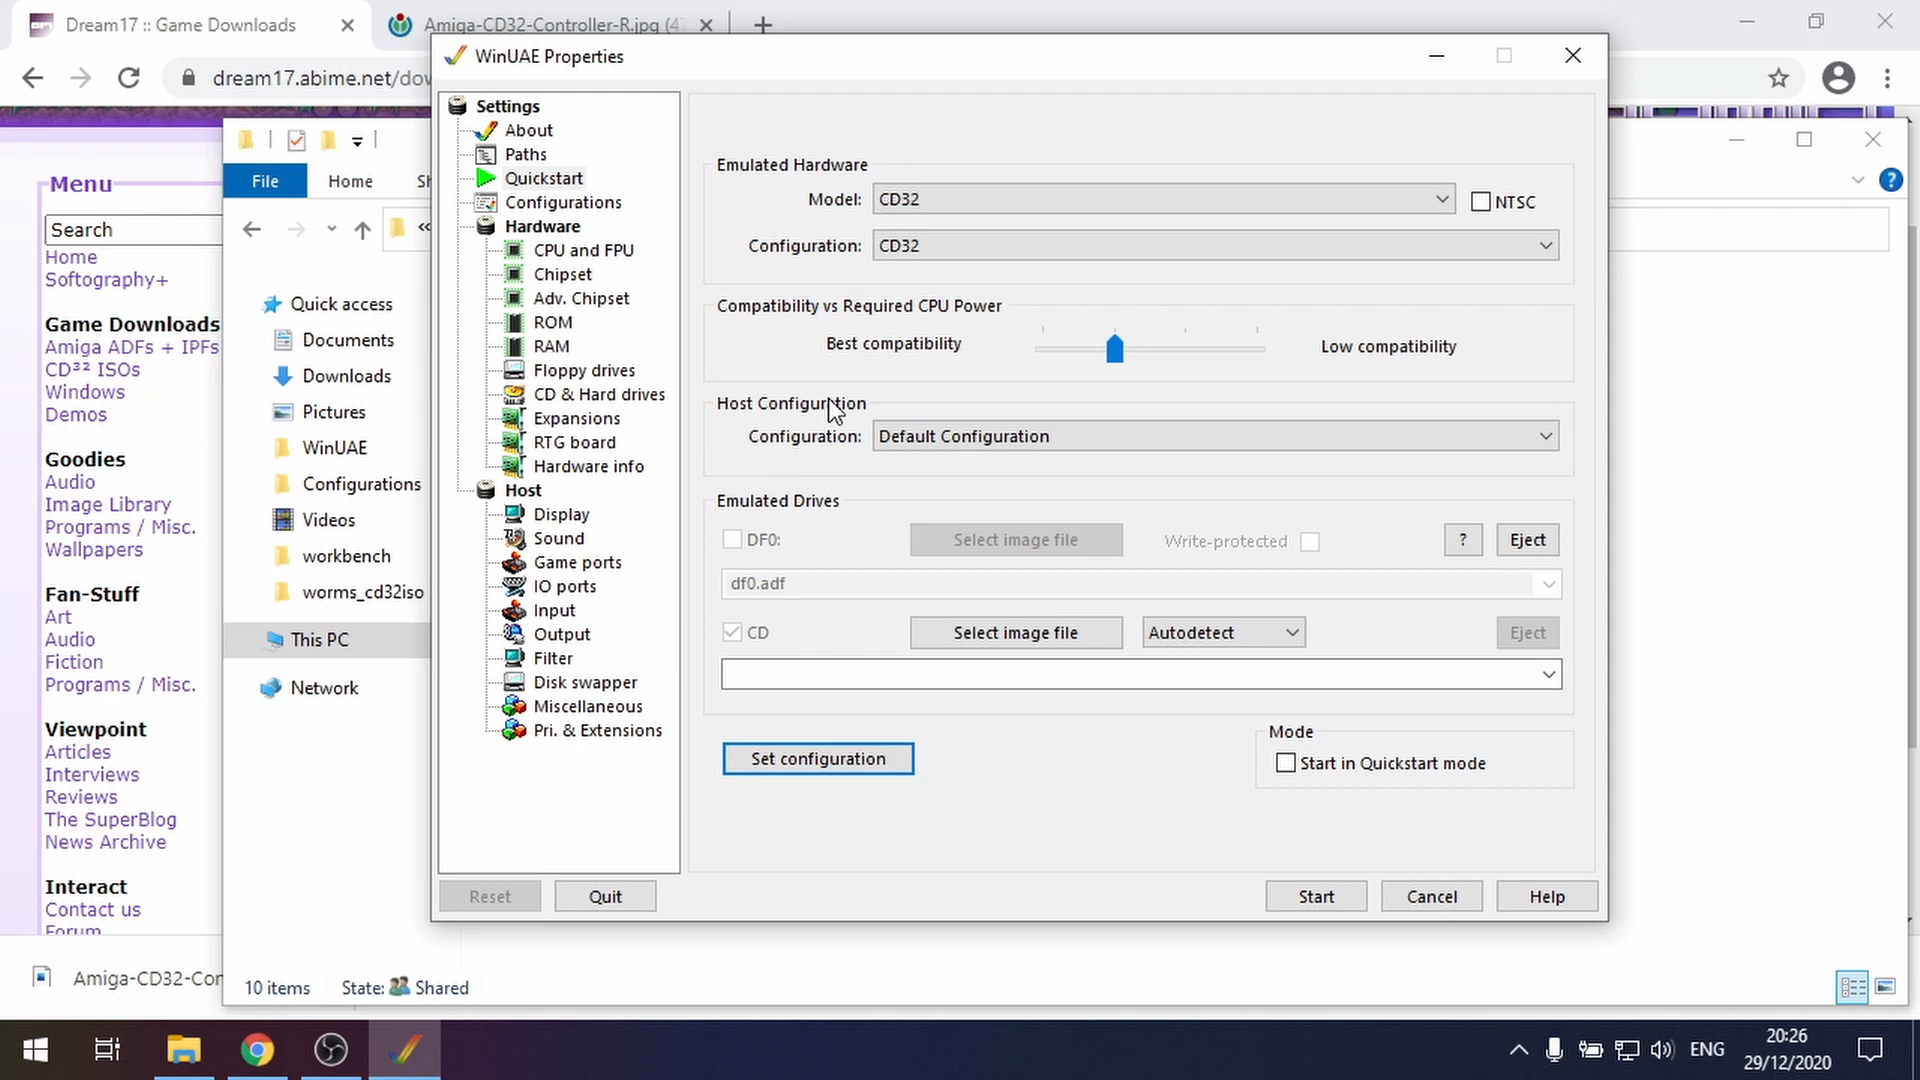 Dream17 :: Game Downloads
Amiga-CD32-Controller-R.jpg (47
dream17.abime.net/dow
WinUAE Properties
Menu
Search
Home
Softography+
Game Downloads
Amiga ADFs + IPFs
CD³² ISOs
Windows
Demos
Goodies
Audio
Image Library
Programs / Misc.
Wallpapers
Fan-Stuff
Art
Audio
Fiction
Programs / Misc.
Viewpoint
Articles
Interviews
Reviews
The SuperBlog
News Archive
Interact
Contact us
Forum
File
Home
Sh
«
Quick access
Documents
Downloads
Pictures
WinUAE
Configurations
Videos
workbench
worms_cd32iso
This PC
Network
10 items
State:
Shared
Settings
About
Paths
Quickstart
Configurations
Hardware
CPU and FPU
Chipset
Adv. Chipset
ROM
RAM
Floppy drives
CD & Hard drives
Expansions
RTG board
Hardware info
Host
Display
Sound
Game ports
IO ports
Input
Output
Filter
Disk swapper
Miscellaneous
Pri. & Extensions
Emulated Hardware
Model: CD32 NTSC
Configuration: CD32
Compatibility vs Required CPU Power
Best compatibility Low compatibility
Host Configuration
Configuration: Default Configuration
Emulated Drives
DF0: Select image file Write-protected ? Eject
df0.adf
CD Select image file Autodetect Eject
Set configuration
Mode
Start in Quickstart mode
Reset Quit Start Cancel Help
?
Amiga-CD32-Con
ENG
20:26
29/12/2020